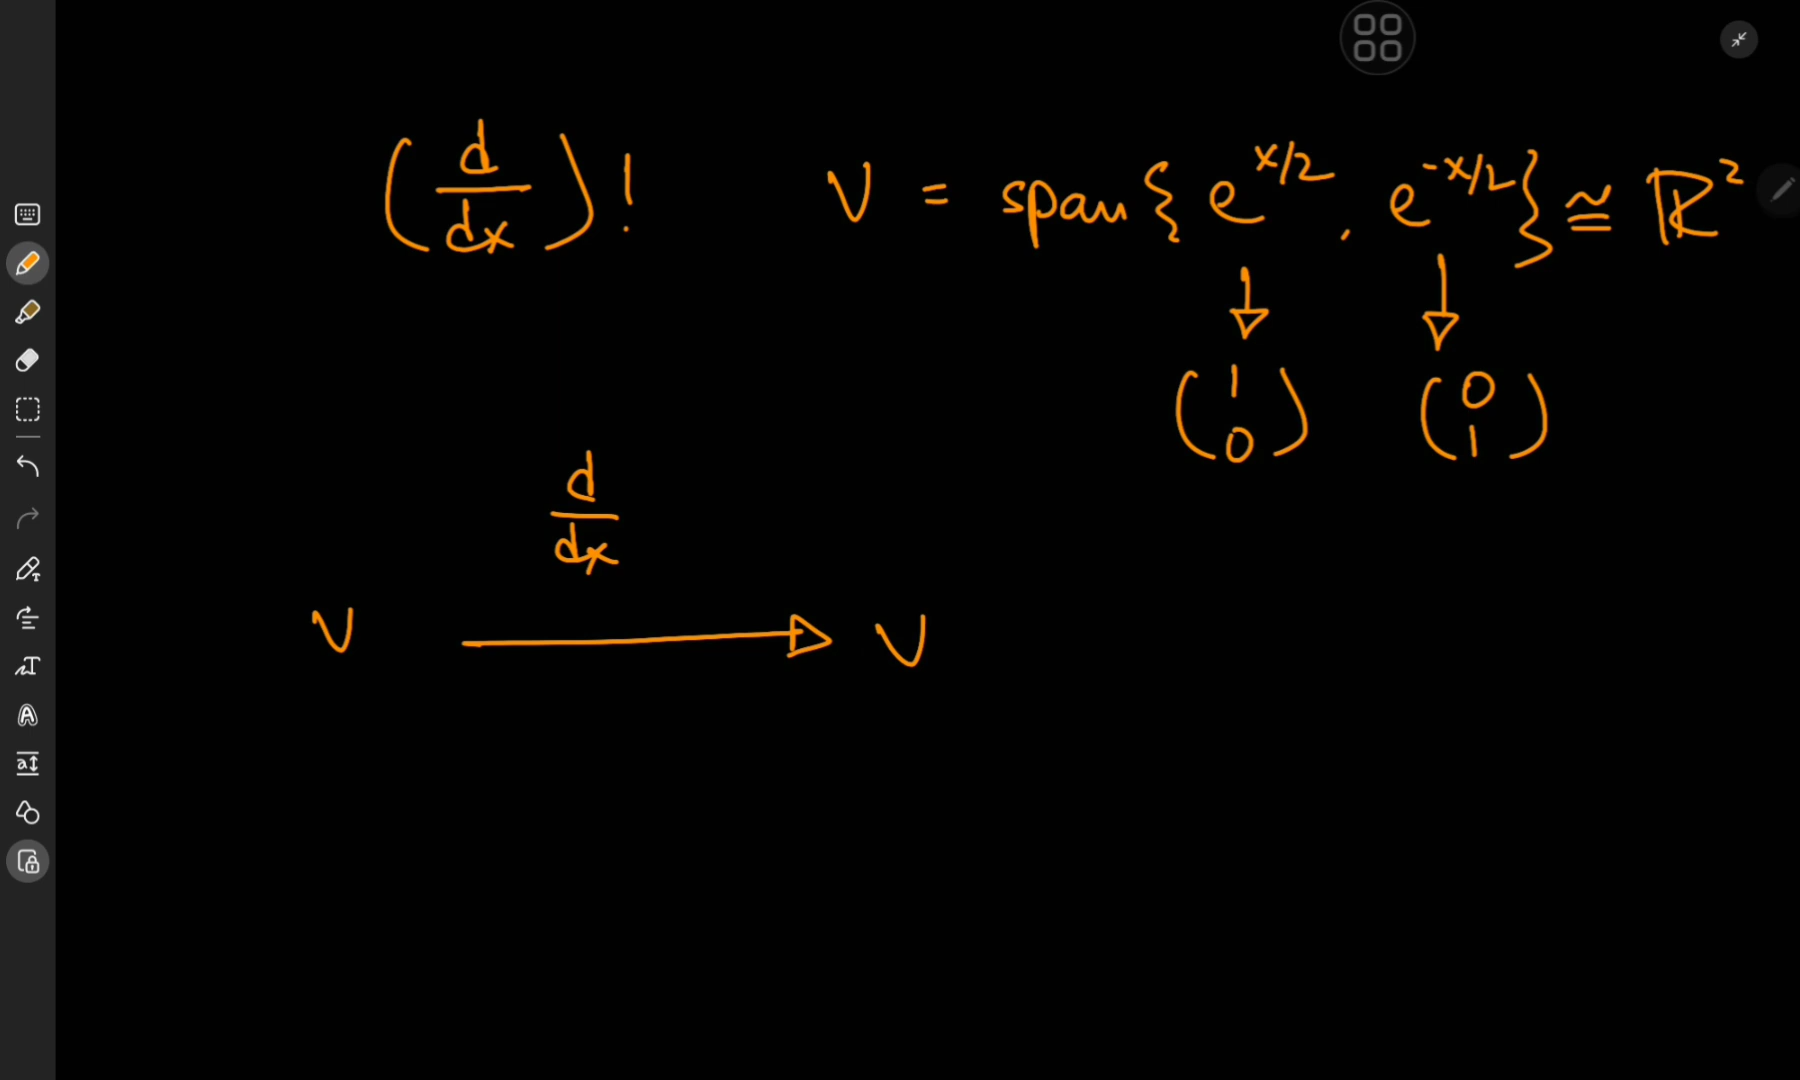 (d/dx)!   V = span{e^{x/2}, e^{-x/2}} ≅ ℝ²
(1 0)   (0 1)
d/dx
V → V